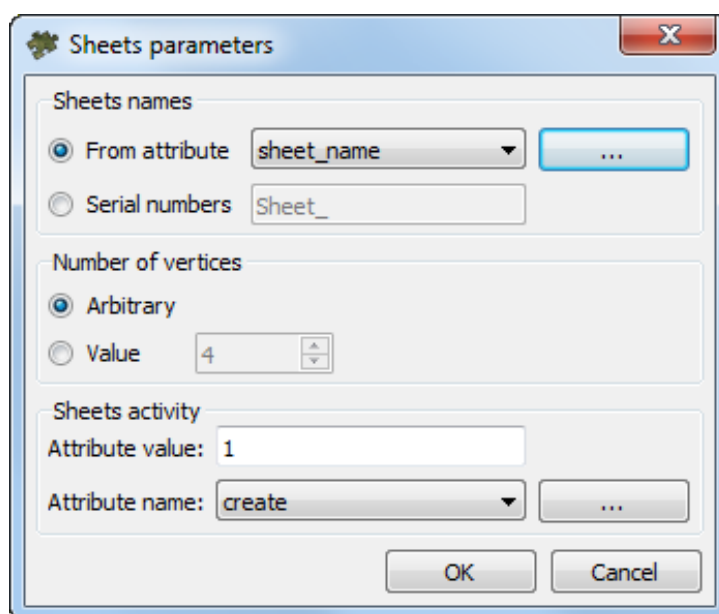 Sheets parameters
Sheets names
From attribute sheet_name ...
Serial numbers Sheet_
Number of vertices
Arbitrary
Value 4
Sheets activity
Attribute value: 1
Attribute name: create ...
OK Cancel